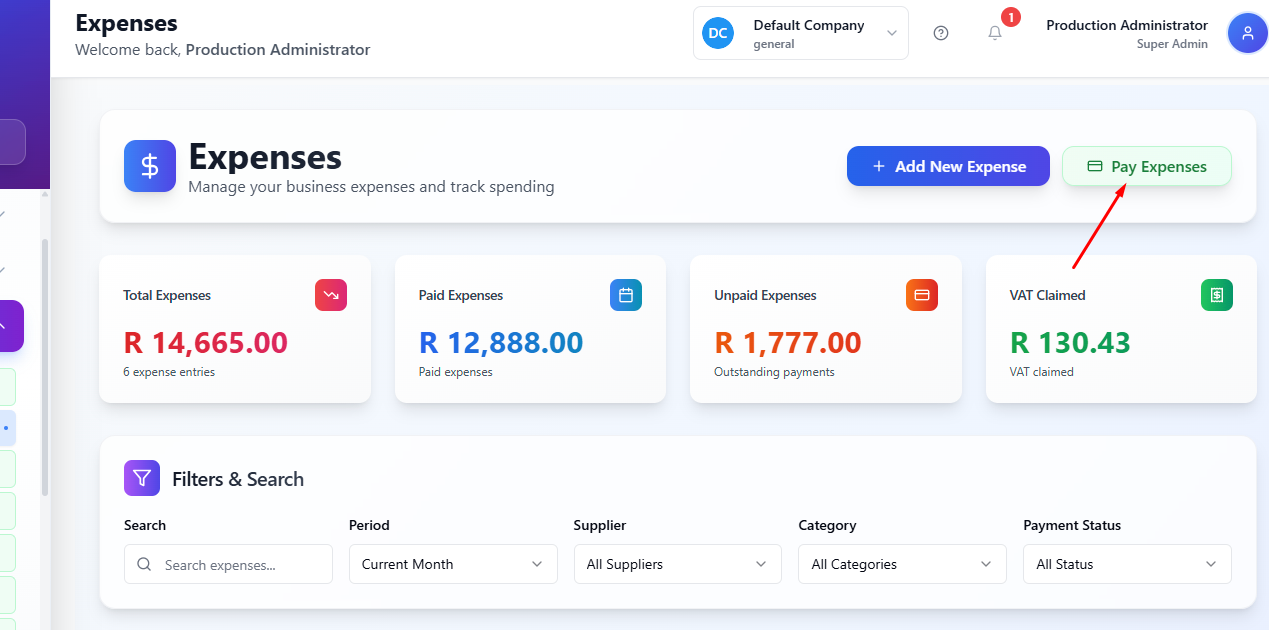 Expenses
Welcome back, Production Administrator
DC
Default Company
general
1
Production Administrator
Super Admin
$
Expenses
Manage your business expenses and track spending
+ Add New Expense
Pay Expenses
Total Expenses
R 14,665.00
6 expense entries
Paid Expenses
R 12,888.00
Paid expenses
Unpaid Expenses
R 1,777.00
Outstanding payments
VAT Claimed
R 130.43
VAT claimed
Filters & Search
Search
Search expenses...
Period
Current Month
Supplier
All Suppliers
Category
All Categories
Payment Status
All Status